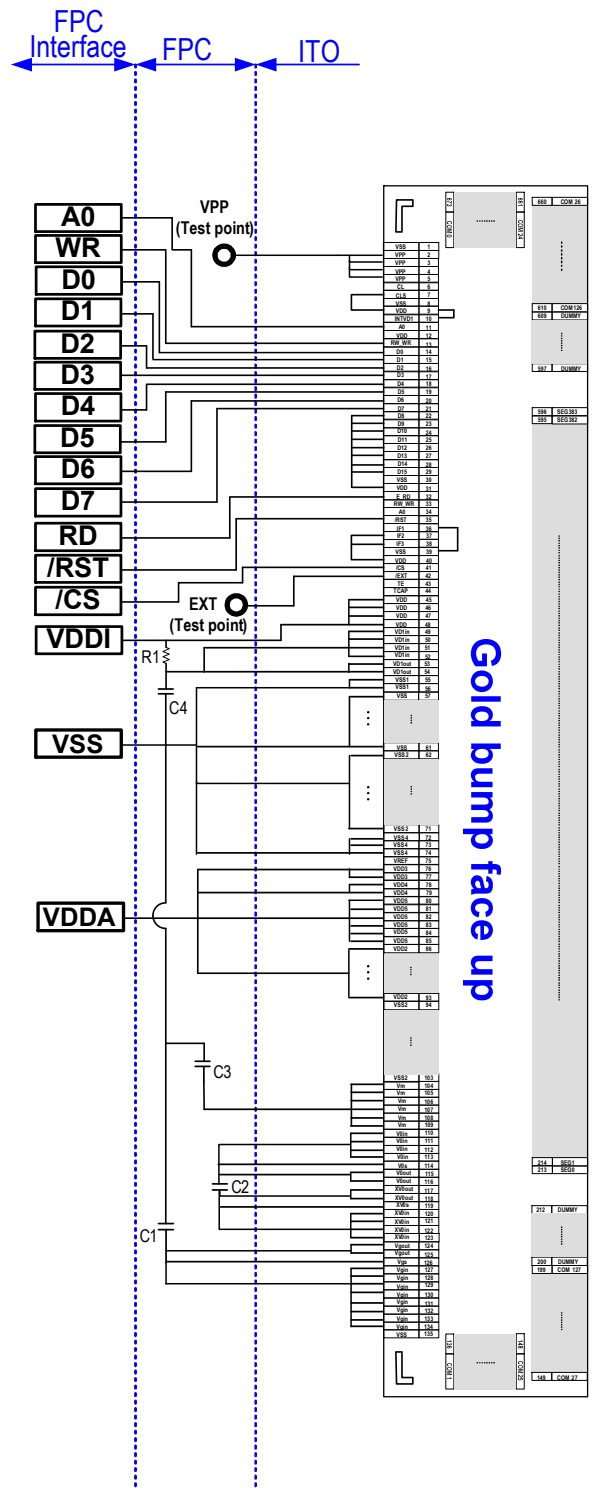 FPC
Interface
FPC
ITO
A0
WR
D0
D1
D2
D3
D4
D5
D6
D7
RD
/RST
/CS
VDDI
VSS
VDDA
VPP
(Test point)
EXT
(Test point)
R1
C4
C3
C2
C1
673 COM 0
661 COM 24
VSS 1
VPP 2
VPP 3
VPP 4
VPP 5
CL 6
CLS 7
VSS 8
VDD 9
INTVD1 10
A0 11
VDD 12
RW_WR 13
D0 14
D1 15
D2 16
D3 17
D4 18
D5 19
D6 20
D7 21
D8 22
D9 23
D10 24
D11 25
D12 26
D13 27
D14 28
D15 29
VSS 30
VDD 31
E_RD 32
RW_WR 33
A0 34
/RST 35
IF1 36
IF2 37
IF3 38
VSS 39
VDD 40
/CS 41
/EXT 42
TE 43
TCAP 44
VDD 45
VDD 46
VDD 47
VDD 48
VD1in 49
VD1in 50
VD1in 51
VD1in 52
VD1out 53
VD1out 54
VSS1 55
VSS1 56
VSS 57
VSS 61
VSS2 62
VSS2 71
VSS4 72
VSS4 73
VSS4 74
VREF 75
VDD3 76
VDD3 77
VDD4 78
VDD4 79
VDD5 80
VDD5 81
VDD5 82
VDD5 83
VDD5 84
VDD5 85
VDD2 86
VDD2 93
VSS2 94
VSS2 103
Vm 104
Vm 105
Vm 106
Vm 107
Vm 108
Vm 109
V0in 110
V0in 111
V0in 112
V0in 113
V0s 114
V0out 115
V0out 116
XV0out 117
XV0out 118
XV0s 119
XV0in 120
XV0in 121
XV0in 122
XV0in 123
Vgout 124
Vgout 125
Vgs 126
Vgin 127
Vgin 128
Vgin 129
Vgin 130
Vgin 131
Vgin 132
Vgin 133
Vgin 134
VSS 135
136 COM 1
148 COM 25
Gold bump face up
660 COM 26
610 COM126
609 DUMMY
597 DUMMY
596 SEG383
595 SEG382
214 SEG1
213 SEG0
212 DUMMY
200 DUMMY
199 COM 127
149 COM 27